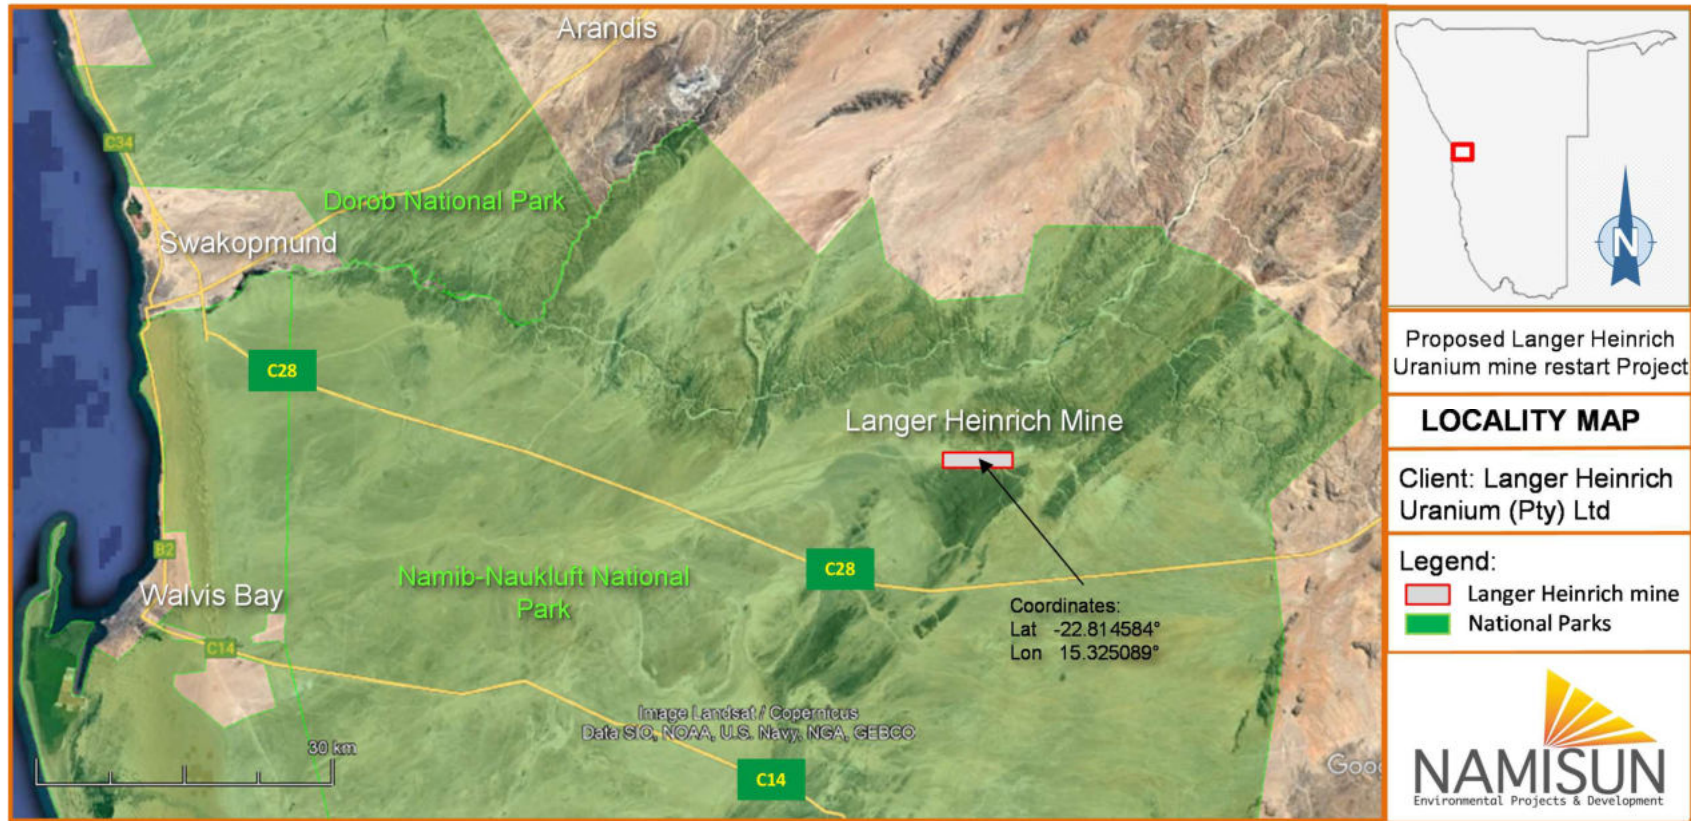 Arandis
C34
Dorob National Park
Swakopmund
C28
Langer Heinrich Mine
B2
C28
Namib-Naukluft National
Park
Walvis Bay
Coordinates:
Lat -22.814584°
Lon 15.325089°
C14
Image Landsat / Copernicus
Data SIO, NOAA, U.S. Navy, NGA, GEBCO
30 km
C14
Goo
N
Proposed Langer Heinrich
Uranium mine restart Project
LOCALITY MAP
Client: Langer Heinrich
Uranium (Pty) Ltd
Legend:
Langer Heinrich mine
National Parks
NAMISUN
Environmental Projects & Development